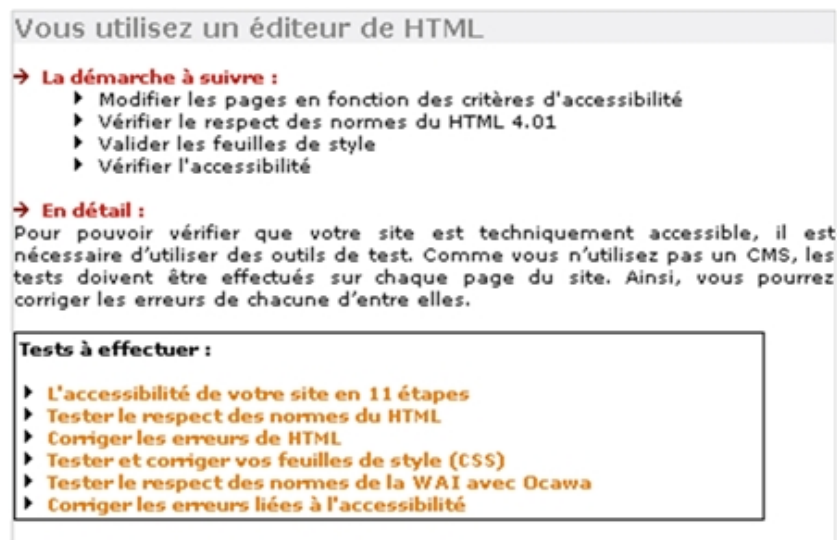 Vous utilisez un éditeur de HTML
→ La démarche à suivre :
Modifier les pages en fonction des critères d'accessibilité
Vérifier le respect des normes du HTML 4.01
Valider les feuilles de style
Vérifier l'accessibilité
→ En détail :
Pour pouvoir vérifier que votre site est techniquement accessible, il est
nécessaire d'utiliser des outils de test. Comme vous n'utilisez pas un CMS, les
tests doivent être effectués sur chaque page du site. Ainsi, vous pourrez
corriger les erreurs de chacune d'entre elles.
Tests à effectuer :
L'accessibilité de votre site en 11 étapes
Tester le respect des normes du HTML
Corriger les erreurs de HTML
Tester et corriger vos feuilles de style (CSS)
Tester le respect des normes de la WAI avec Ocawa
Corriger les erreurs liées à l'accessibilité